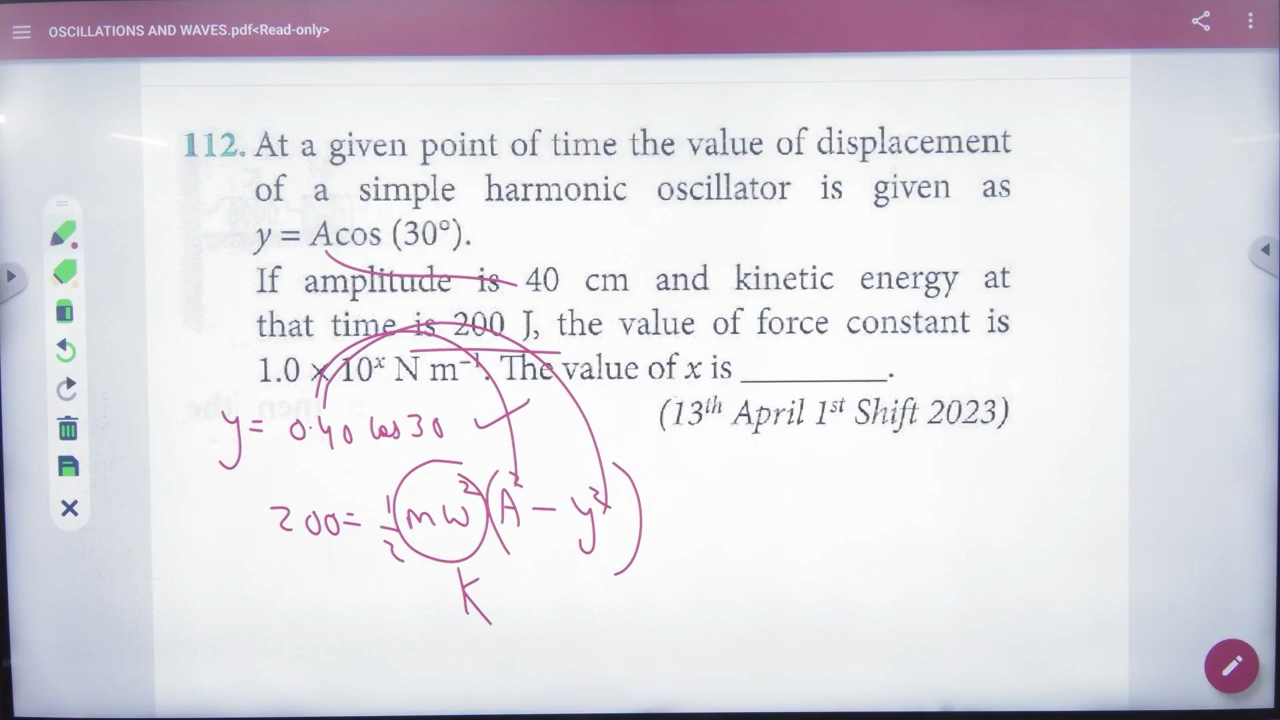 OSCILLATIONS AND WAVES.pdf<Read-only>
112. At a given point of time the value of displacement
of a simple harmonic oscillator is given as
y = Acos (30°).
If amplitude is 40 cm and kinetic energy at
that time is 200 J, the value of force constant is
1.0 × 10ˣ N m⁻¹. The value of x is ________.
(13ᵗʰ April 1ˢᵗ Shift 2023)
y = 0.40 cos 30
200 = 1/2 mω² (A² − y²)
K